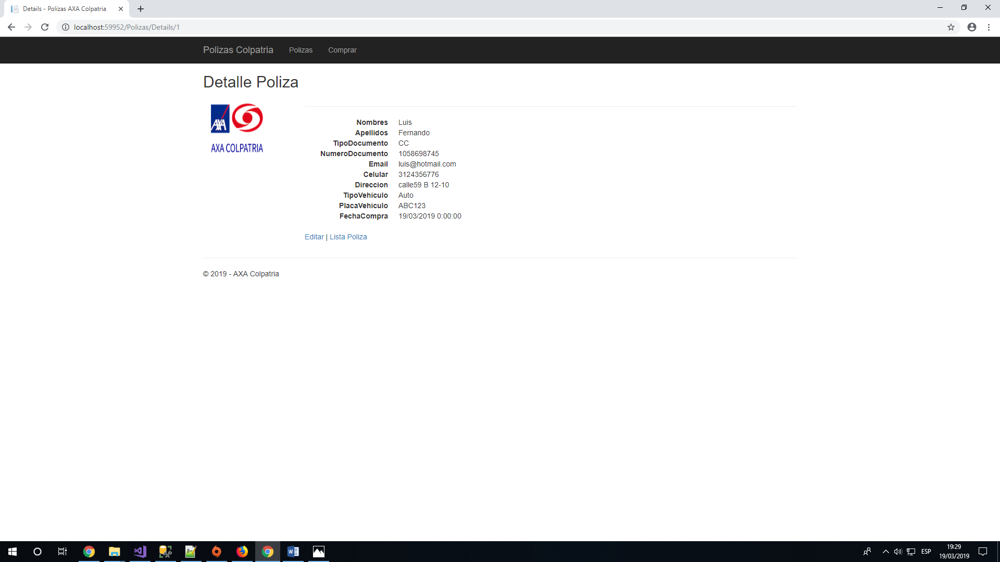 Details - Polizas AXA Colpatria
localhost:59952/Polizas/Details/1
Polizas Colpatria Polizas Comprar
Detalle Poliza
AXA
AXA COLPATRIA
Nombres Luis
Apellidos Fernando
TipoDocumento CC
NumeroDocumento 1058698745
Email luis@hotmail.com
Celular 3124356776
Direccion calle59 B 12-10
TipoVehiculo Auto
PlacaVehiculo ABC123
FechaCompra 19/03/2019 0:00:00
Editar | Lista Poliza
© 2019 - AXA Colpatria
ESP
19:29
19/03/2019